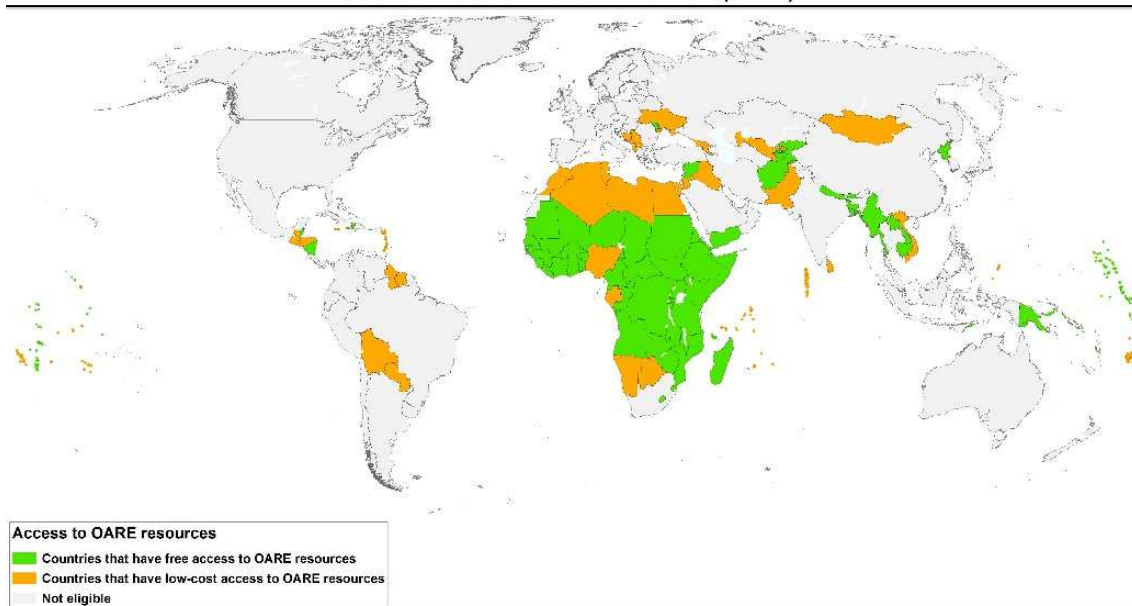 Access to OARE resources
Countries that have free access to OARE resources
Countries that have low-cost access to OARE resources
Not eligible